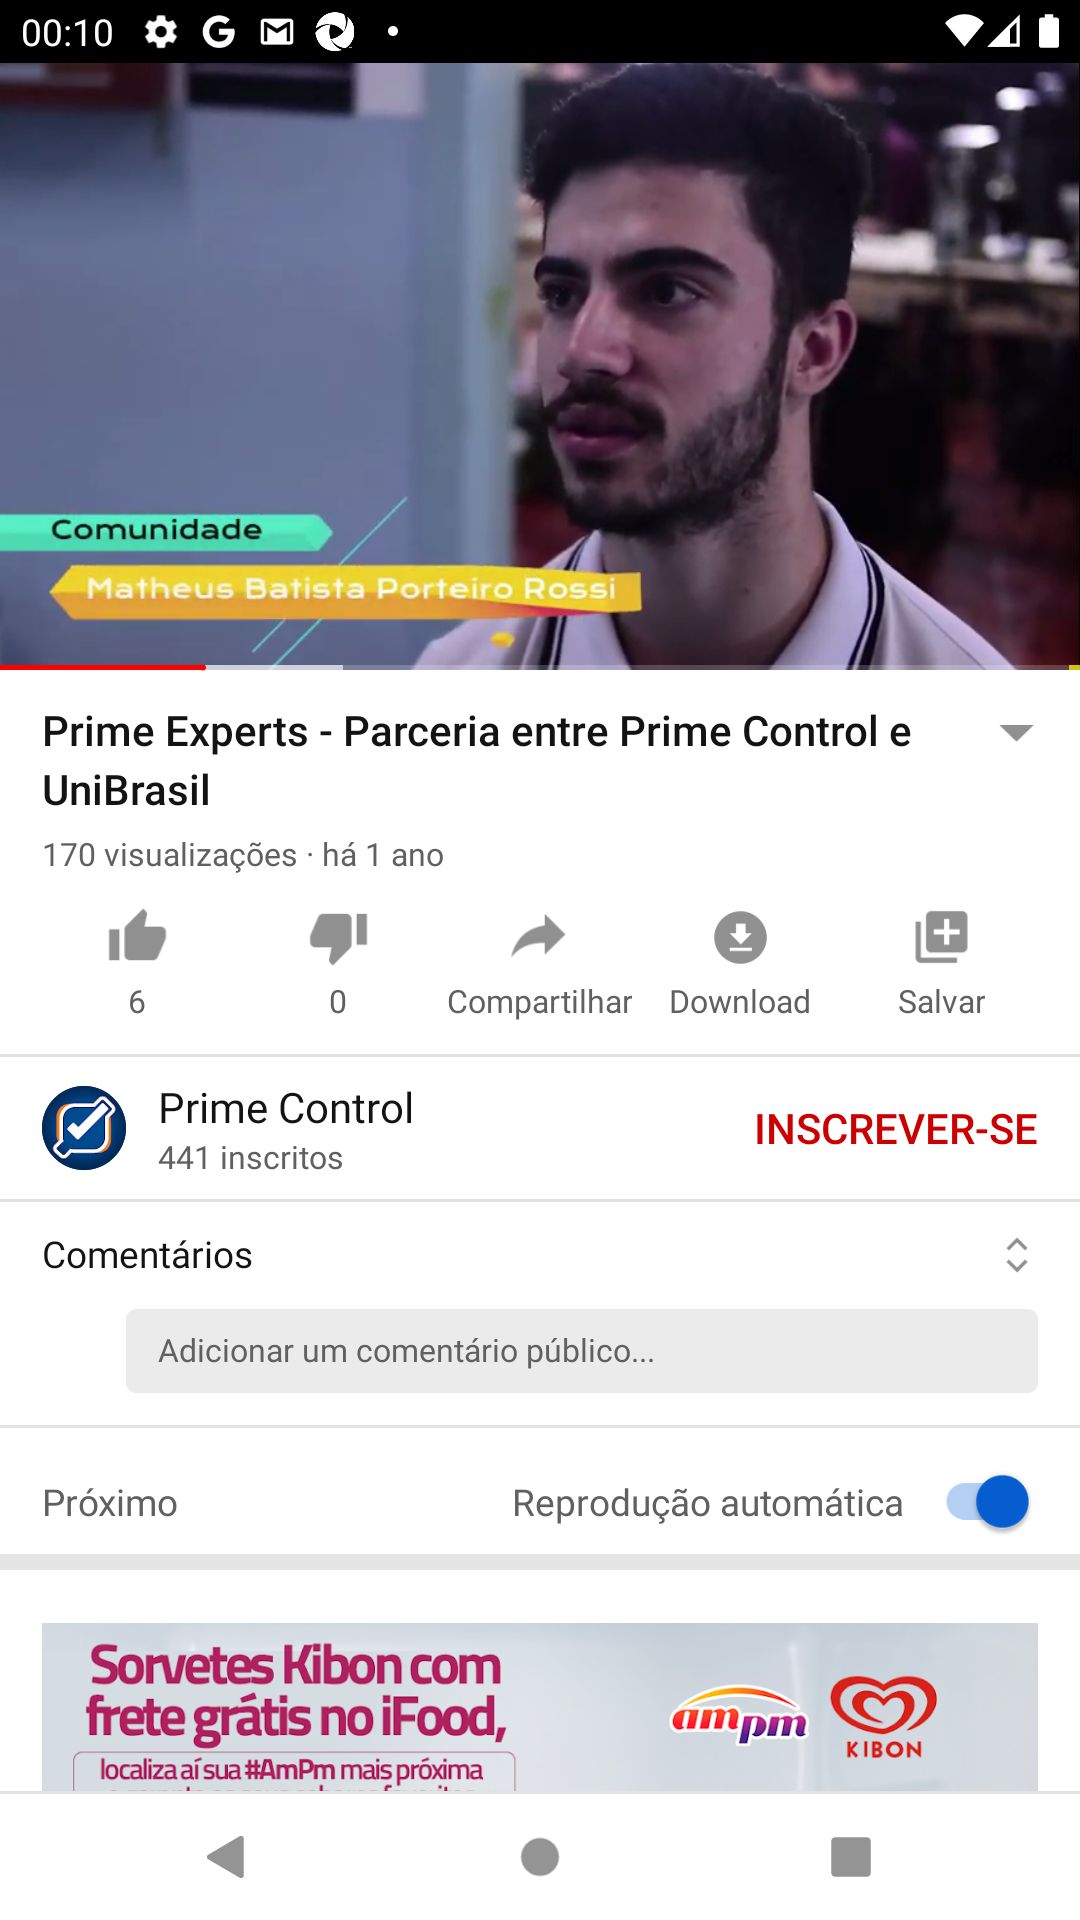 00:10
Comunidade
Matheus Batista Porteiro Rossi
Prime Experts - Parceria entre Prime Control e
UniBrasil
170 visualizações · há 1 ano
6
0
Compartilhar
Download
Salvar
Prime Control
441 inscritos
INSCREVER-SE
Comentários
Adicionar um comentário público...
Próximo
Reprodução automática
Sorvetes Kibon com
frete grátis no iFood,
localiza aí sua #AmPm mais próxima
ampm
KIBON